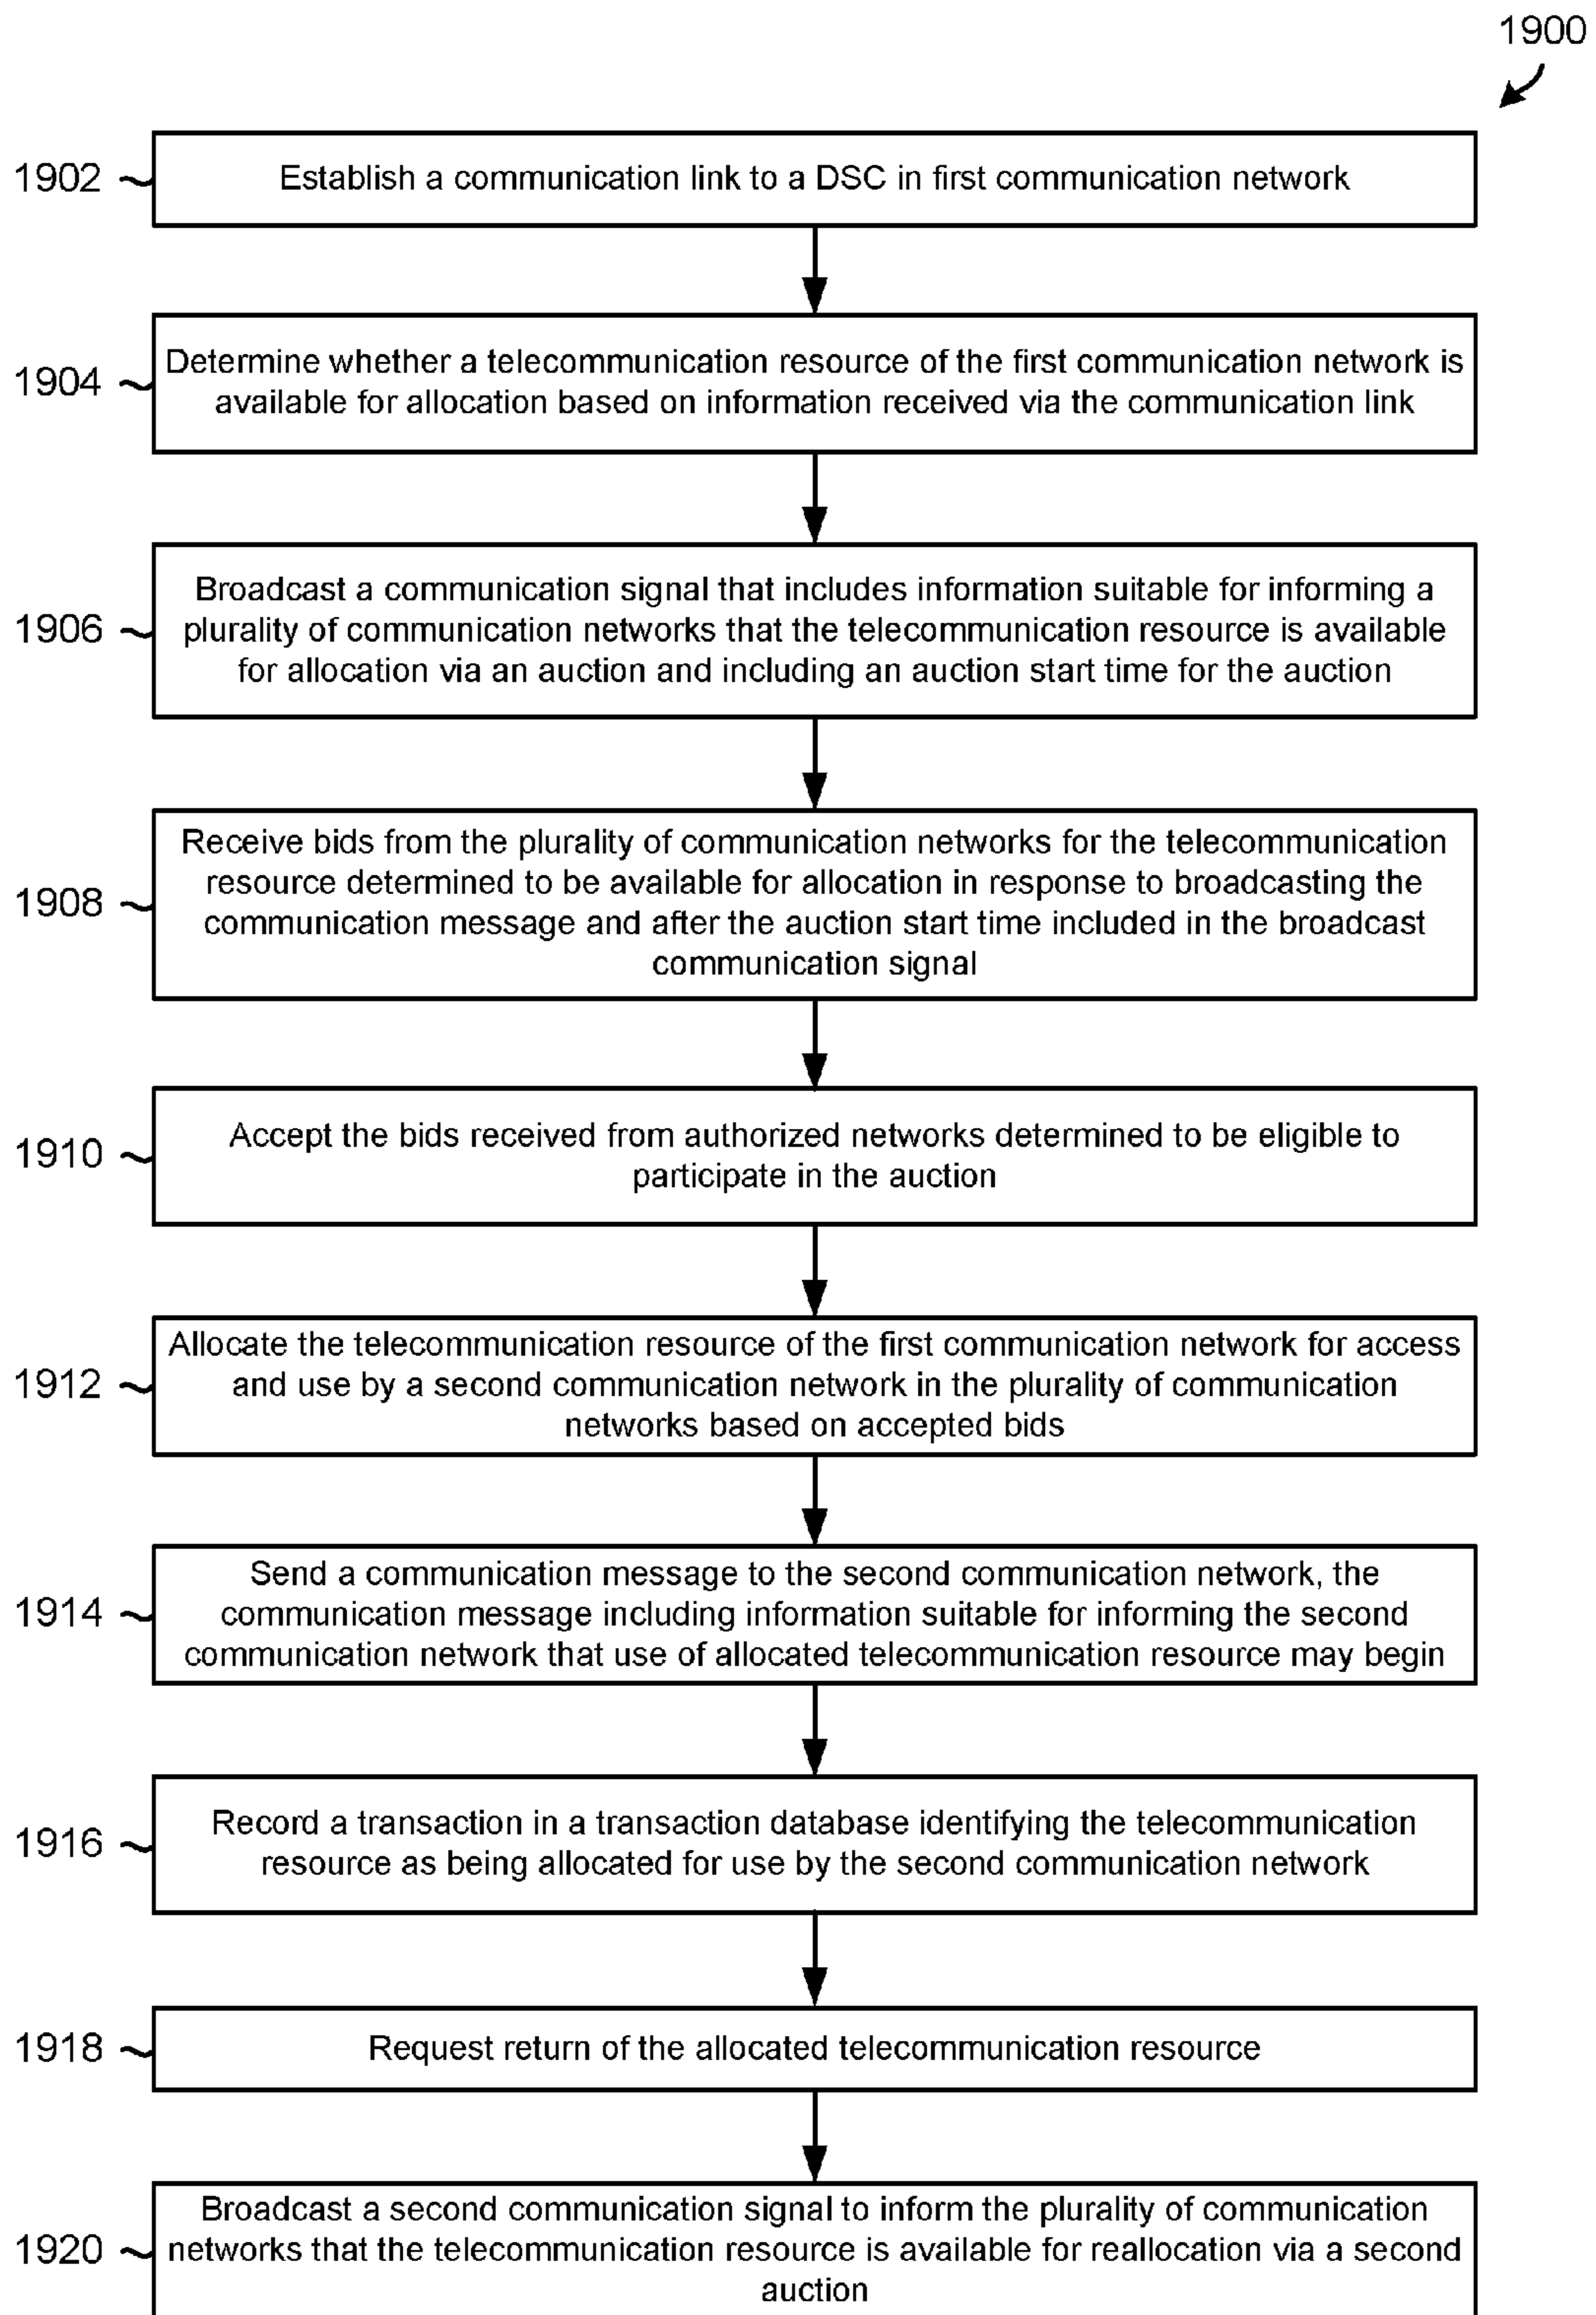 1900
1902
Establish a communication link to a DSC in first communication network
1904
Determine whether a telecommunication resource of the first communication network is
available for allocation based on information received via the communication link
1906
Broadcast a communication signal that includes information suitable for informing a
plurality of communication networks that the telecommunication resource is available
for allocation via an auction and including an auction start time for the auction
1908
Receive bids from the plurality of communication networks for the telecommunication
resource determined to be available for allocation in response to broadcasting the
communication message and after the auction start time included in the broadcast
communication signal
1910
Accept the bids received from authorized networks determined to be eligible to
participate in the auction
1912
Allocate the telecommunication resource of the first communication network for access
and use by a second communication network in the plurality of communication
networks based on accepted bids
1914
Send a communication message to the second communication network, the
communication message including information suitable for informing the second
communication network that use of allocated telecommunication resource may begin
1916
Record a transaction in a transaction database identifying the telecommunication
resource as being allocated for use by the second communication network
1918
Request return of the allocated telecommunication resource
1920
Broadcast a second communication signal to inform the plurality of communication
networks that the telecommunication resource is available for reallocation via a second
auction